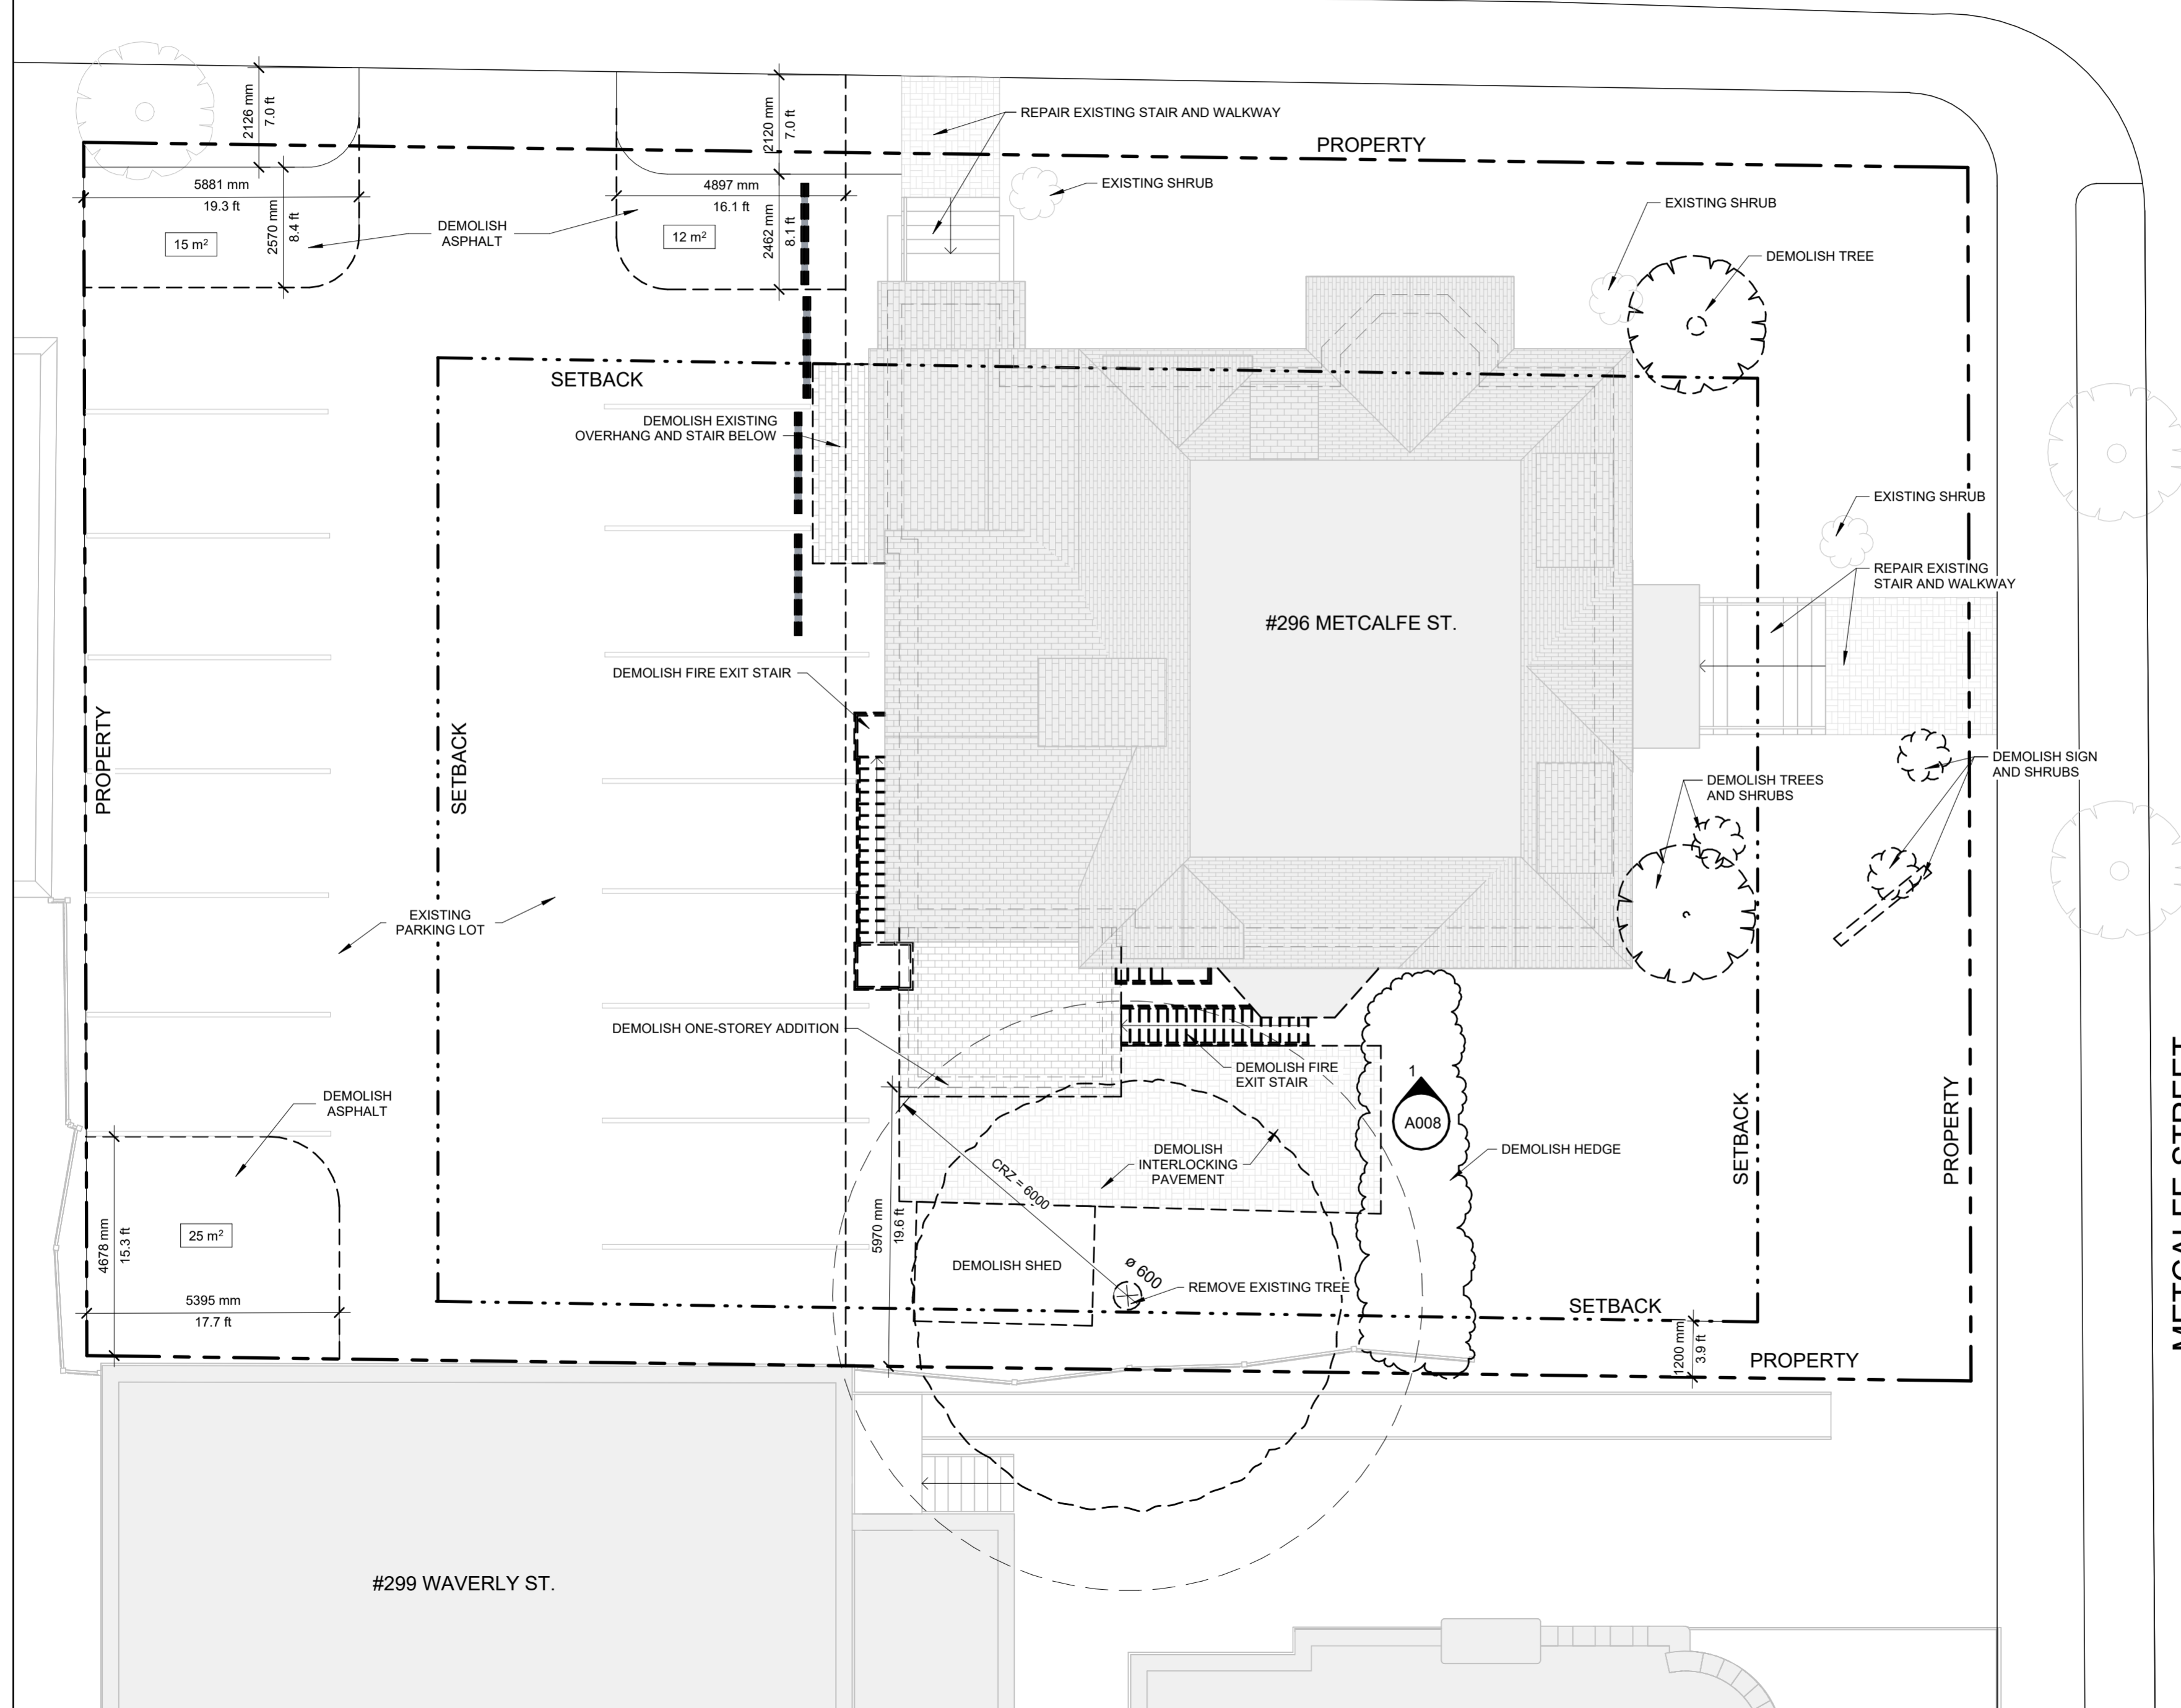 2126 mm
7.0 ft
2120 mm
7.0 ft
REPAIR EXISTING STAIR AND WALKWAY
PROPERTY
5881 mm
19.3 ft
2570 mm
8.4 ft
15 m²
DEMOLISH
ASPHALT
4897 mm
16.1 ft
12 m²
2462 mm
8.1 ft
EXISTING SHRUB
EXISTING SHRUB
DEMOLISH TREE
SETBACK
DEMOLISH EXISTING
OVERHANG AND STAIR BELOW
EXISTING SHRUB
REPAIR EXISTING
STAIR AND WALKWAY
#296 METCALFE ST.
DEMOLISH FIRE EXIT STAIR
PROPERTY
SETBACK
DEMOLISH SIGN
AND SHRUBS
DEMOLISH TREES
AND SHRUBS
EXISTING
PARKING LOT
DEMOLISH ONE-STOREY ADDITION
DEMOLISH FIRE
EXIT STAIR
1
A008
DEMOLISH
ASPHALT
DEMOLISH HEDGE
SETBACK
PROPERTY
METCALFE STREET
DEMOLISH
INTERLOCKING
PAVEMENT
CRZ = 6000
5970 mm
19.6 ft
4678 mm
15.3 ft
25 m²
5395 mm
17.7 ft
DEMOLISH SHED
ø 600
REMOVE EXISTING TREE
SETBACK
1200 mm
3.9 ft
PROPERTY
#299 WAVERLY ST.